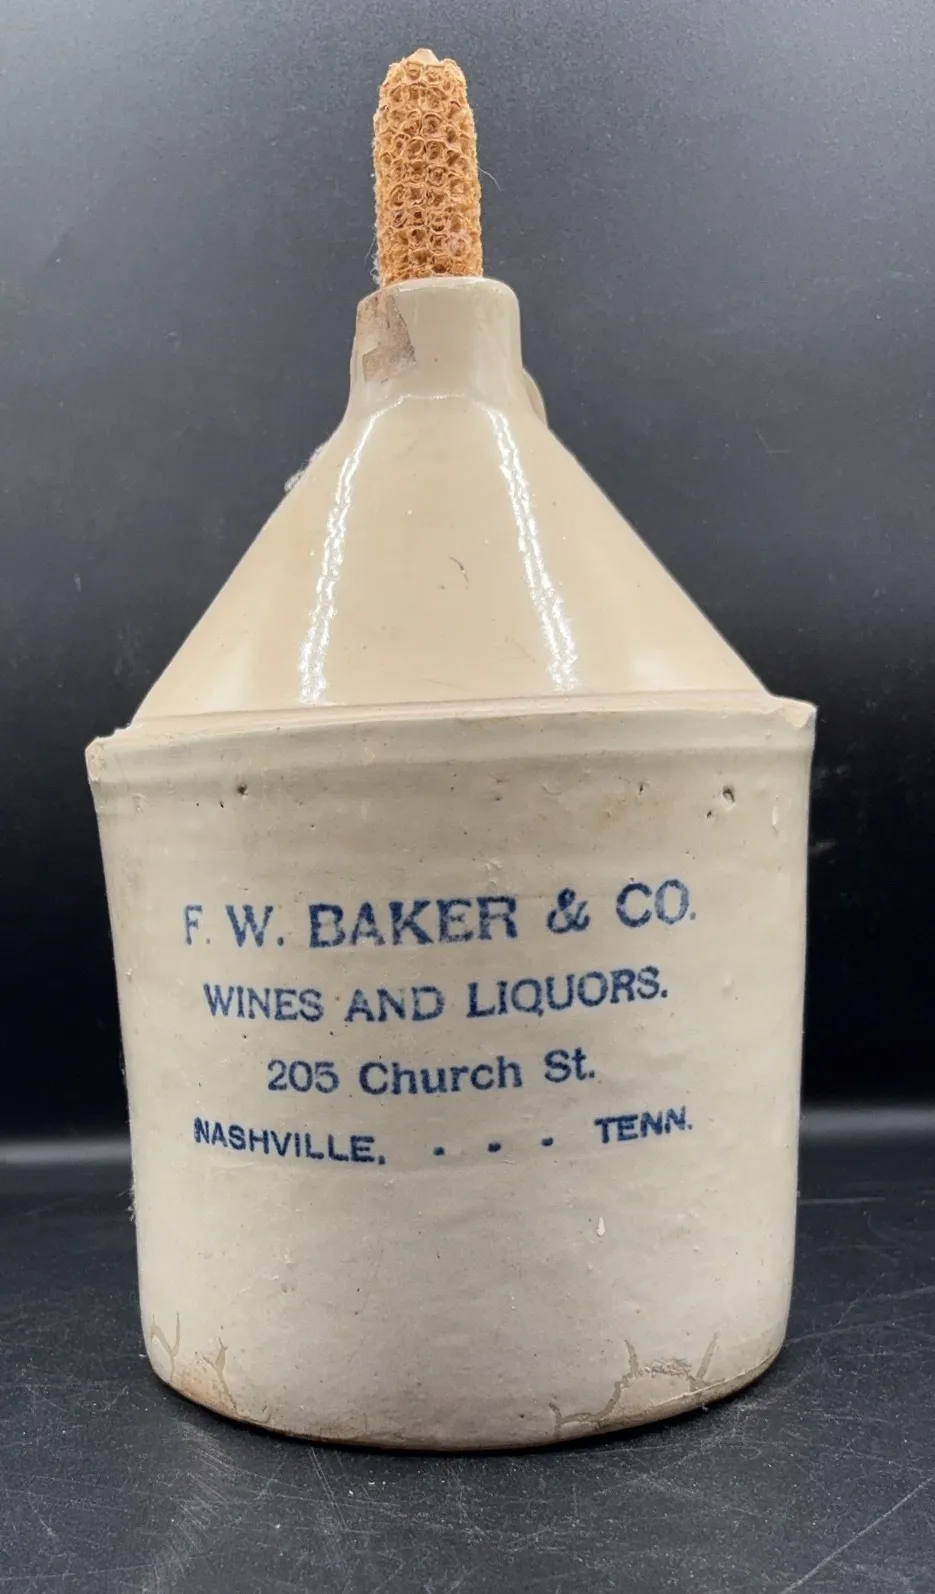 F. W. BAKER & CO.
WINES AND LIQUORS.
205 Church St.
NASHVILLE, - - - TENN.